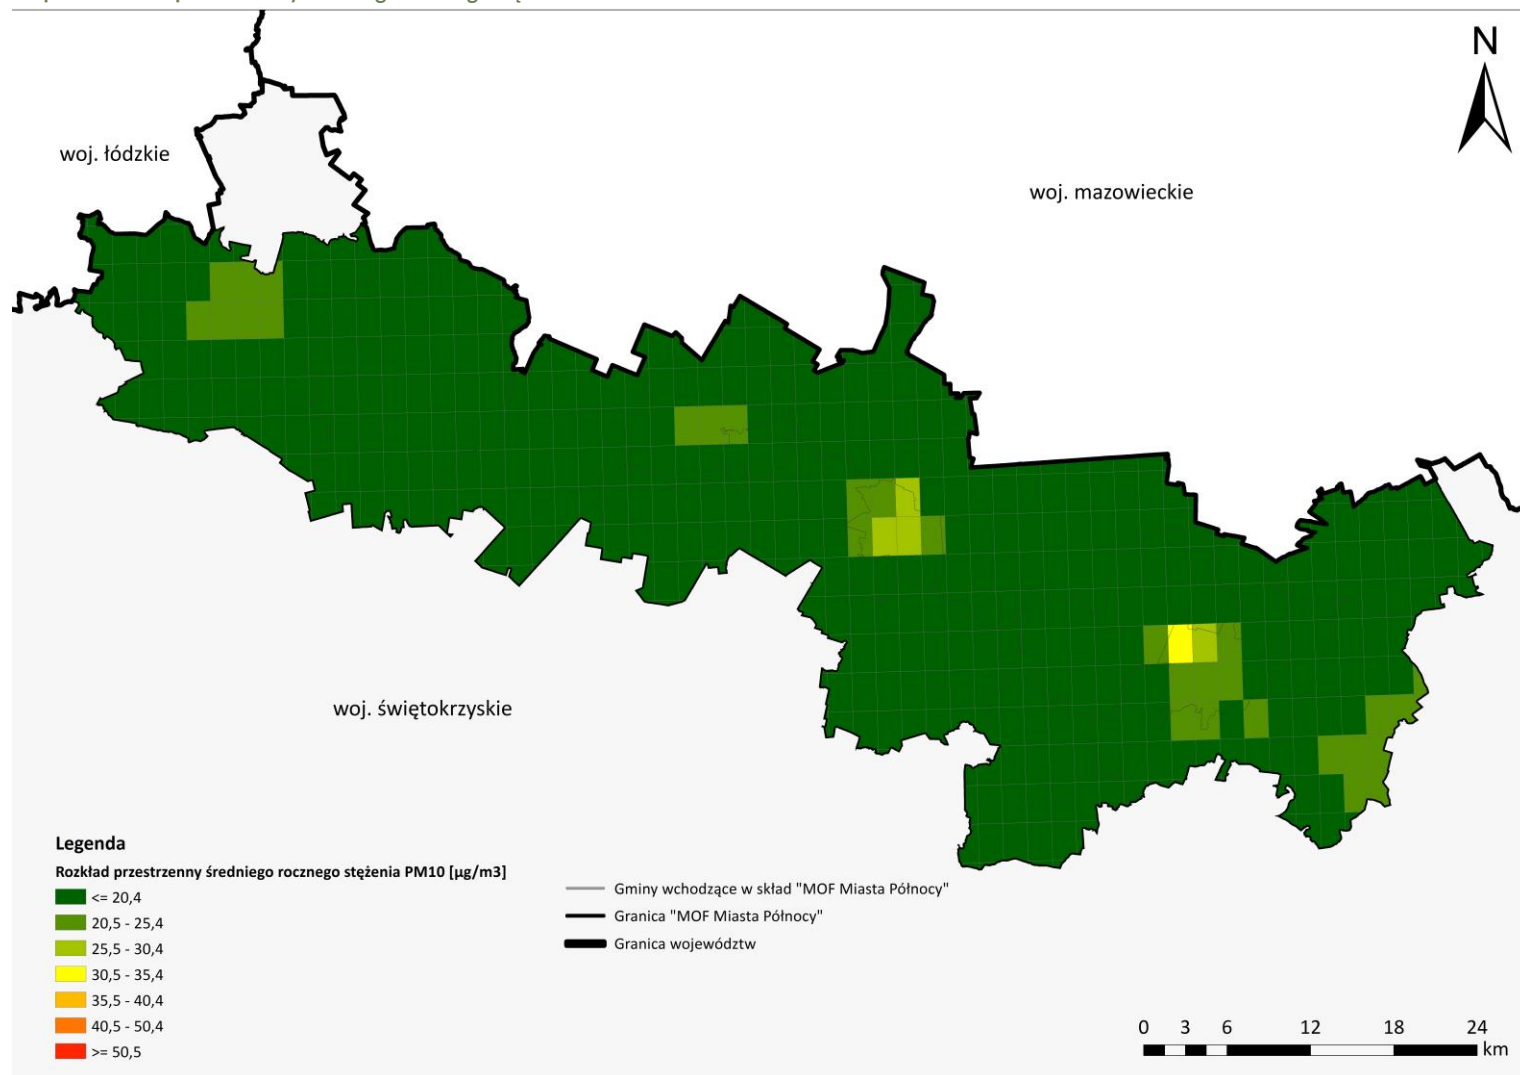 N
woj. łódzkie
woj. mazowieckie
woj. świętokrzyskie
Legenda
Rozkład przestrzenny średniego rocznego stężenia PM10 [µg/m3]
<= 20,4
20,5 - 25,4
25,5 - 30,4
30,5 - 35,4
35,5 - 40,4
40,5 - 50,4
>= 50,5
Gminy wchodzące w skład "MOF Miasta Północy"
Granica "MOF Miasta Północy"
Granica województw
0 3 6 12 18 24
km